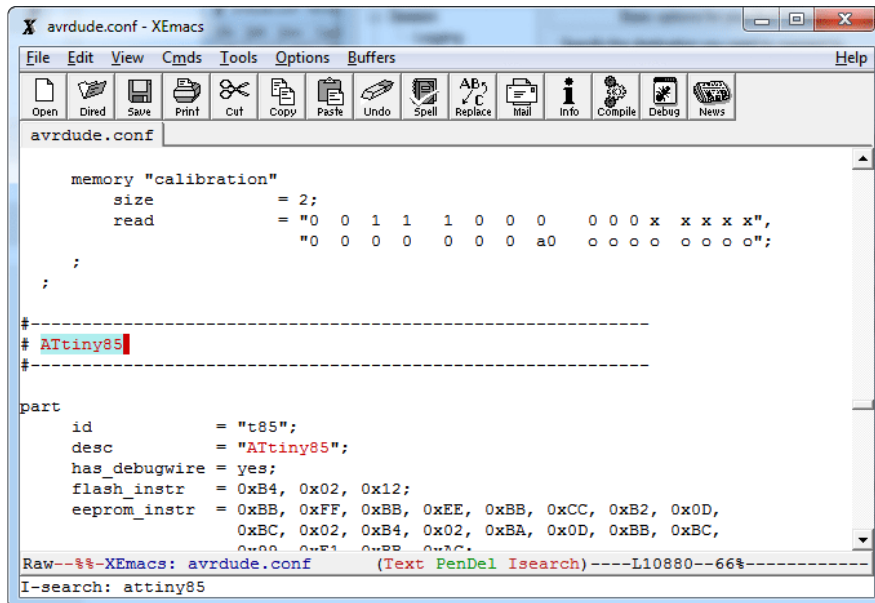 avrdude.conf - XEmacs
File Edit View Cmds Tools Options Buffers Help
Open Dired Save Print Cut Copy Paste Undo Spell Replace Mail Info Compile Debug News
avrdude.conf
memory "calibration"
size = 2;
read = "0 0 1 1 1 0 0 0 0 0 0 x x x x x",
"0 0 0 0 0 0 0 a0 o o o o o o o o";
;
;
#------------------------------------------------------------
# ATtiny85
#------------------------------------------------------------
part
id = "t85";
desc = "ATtiny85";
has_debugwire = yes;
flash_instr = 0xB4, 0x02, 0x12;
eeprom_instr = 0xBB, 0xFF, 0xBB, 0xEE, 0xBB, 0xCC, 0xB2, 0x0D,
0xBC, 0x02, 0xB4, 0x02, 0xBA, 0x0D, 0xBB, 0xBC,
0x99, 0xE1, 0xBB, 0xAC;
Raw--%%-XEmacs: avrdude.conf (Text PenDel Isearch)----L10880--66%------------
I-search: attiny85